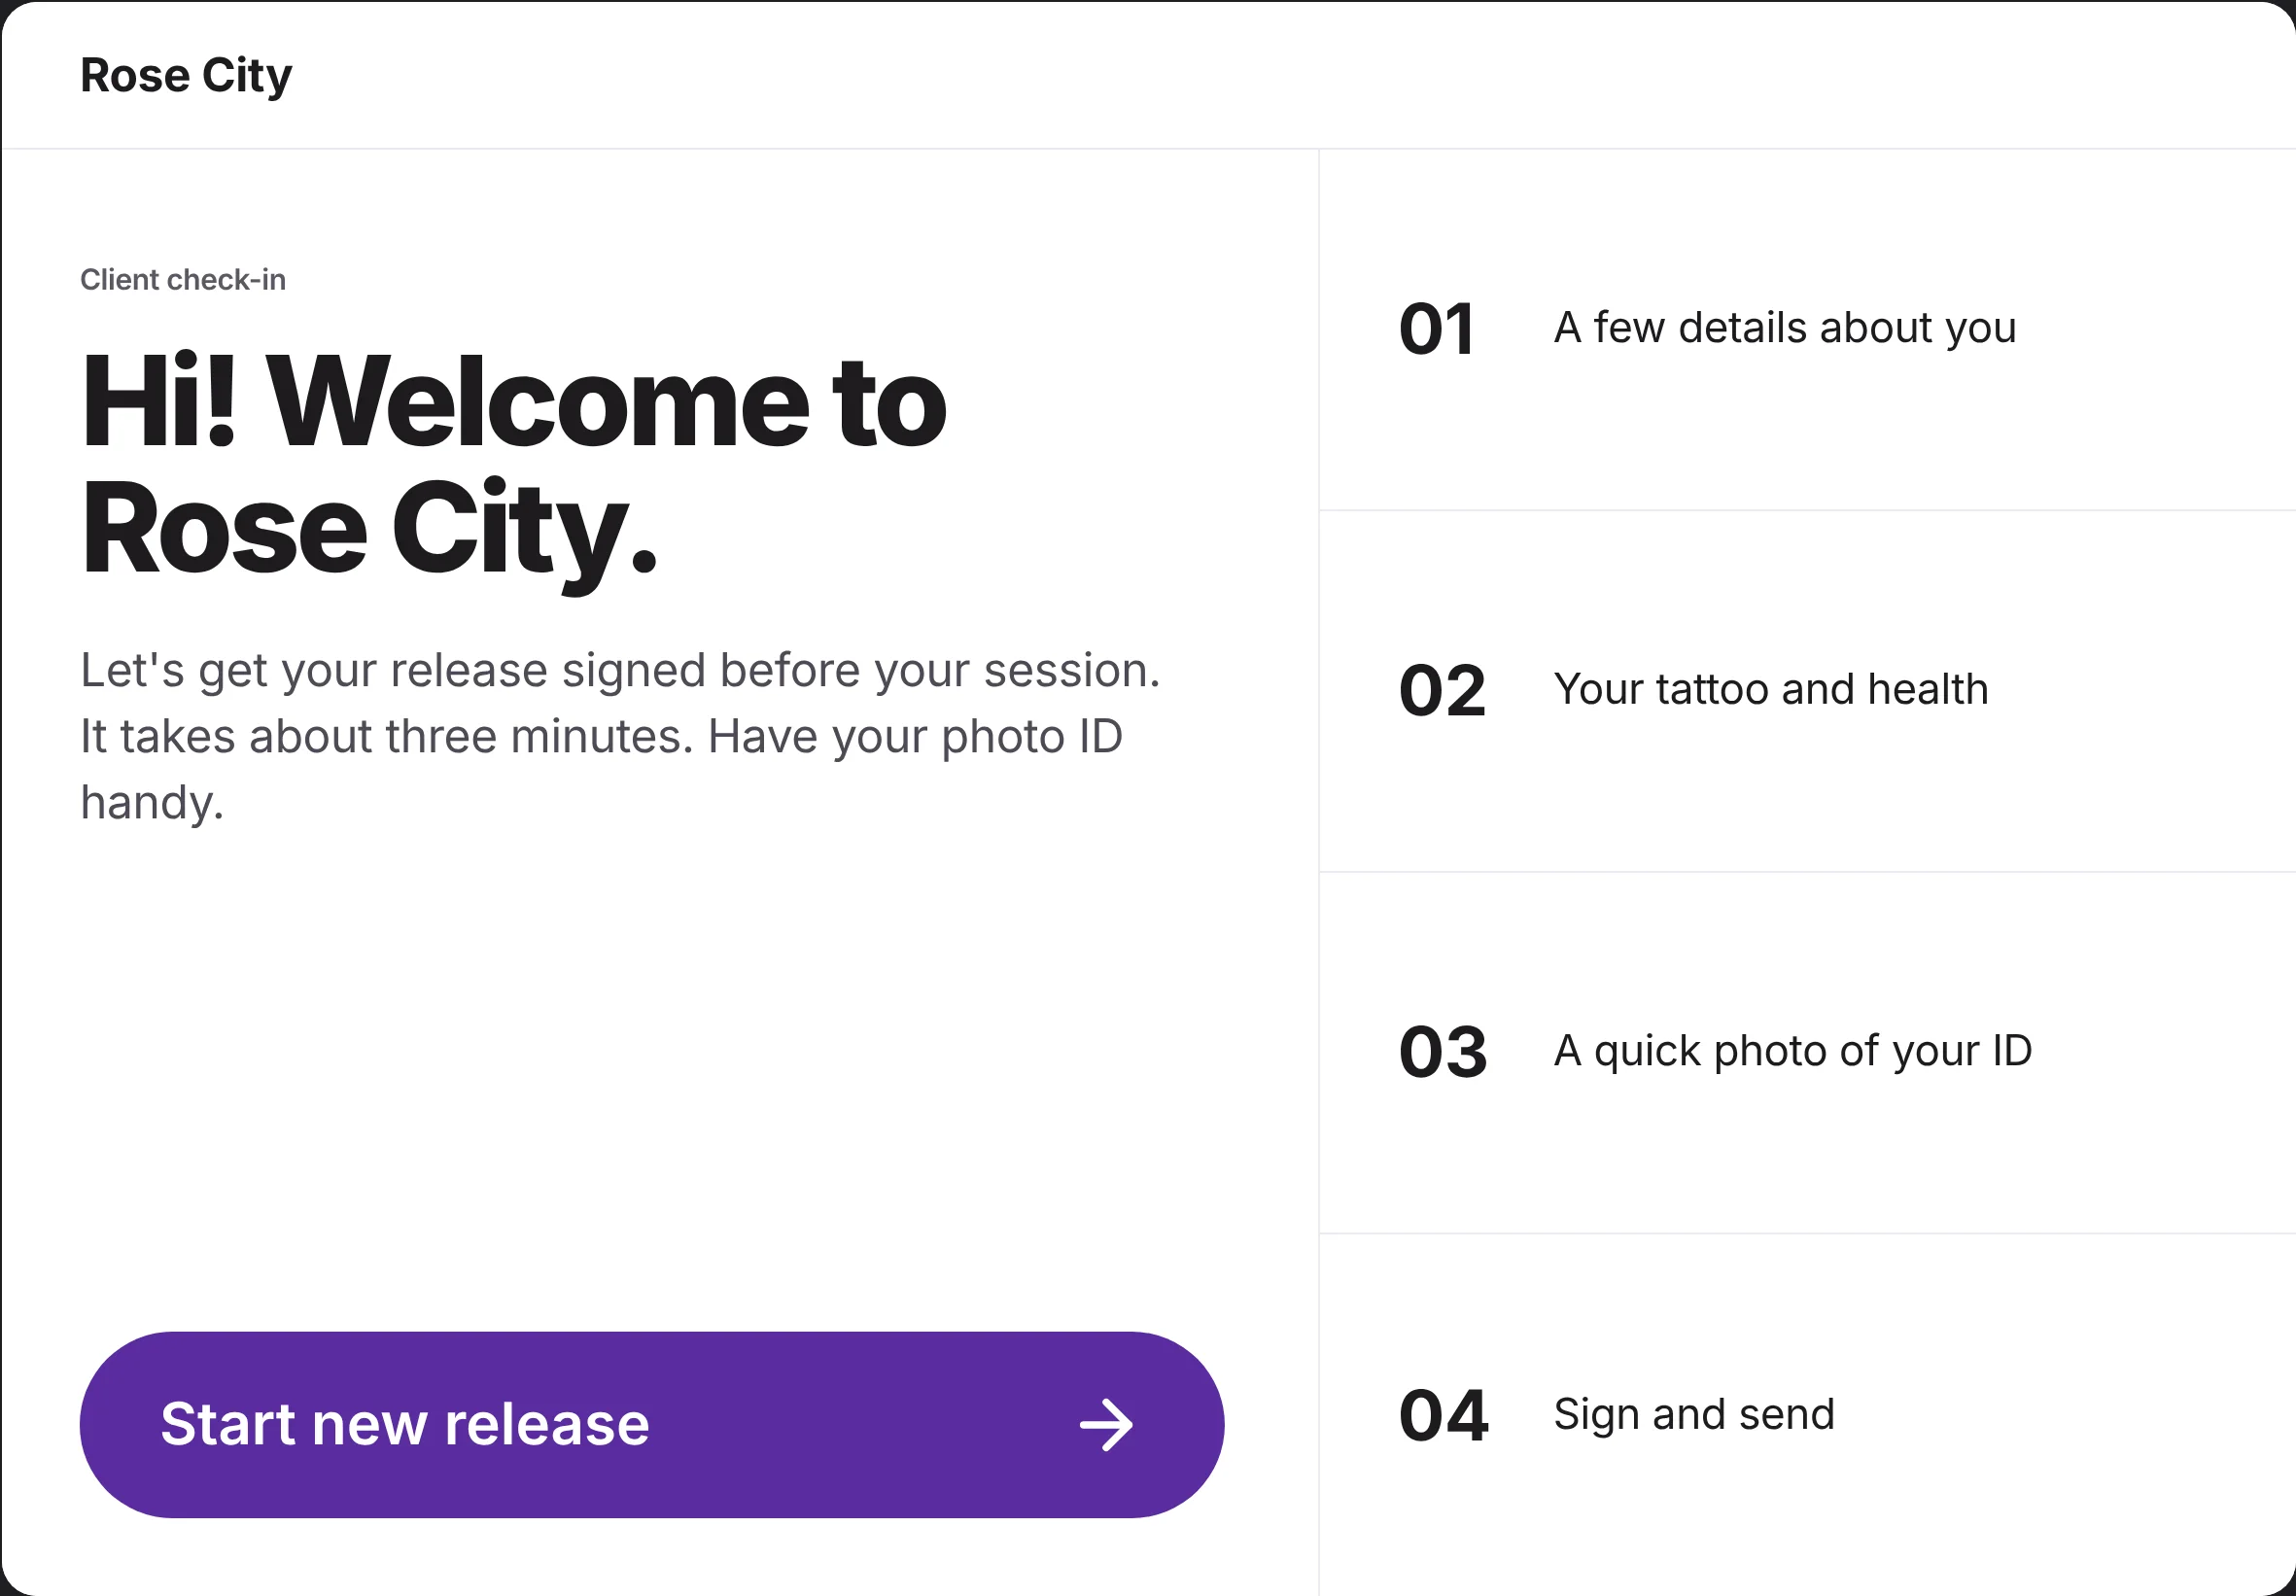 Rose City
Client check-in
Hi! Welcome to
Rose City.
Let's get your release signed before your session.
It takes about three minutes. Have your photo ID
handy.
Start new release
01 A few details about you
02 Your tattoo and health
03 A quick photo of your ID
04 Sign and send